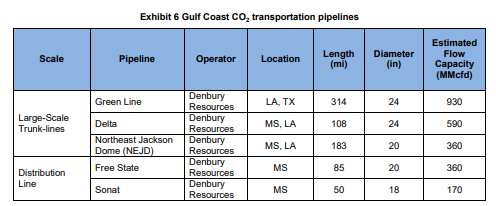 Exhibit 6 Gulf Coast CO₂ transportation pipelines
Scale Pipeline Operator Location Length (mi) Diameter (in) Estimated Flow Capacity (MMcfd)
Large-Scale Trunk-lines
Green Line Denbury Resources LA, TX 314 24 930
Delta Denbury Resources MS, LA 108 24 590
Northeast Jackson Dome (NEJD) Denbury Resources MS, LA 183 20 360
Distribution Line
Free State Denbury Resources MS 85 20 360
Sonat Denbury Resources MS 50 18 170